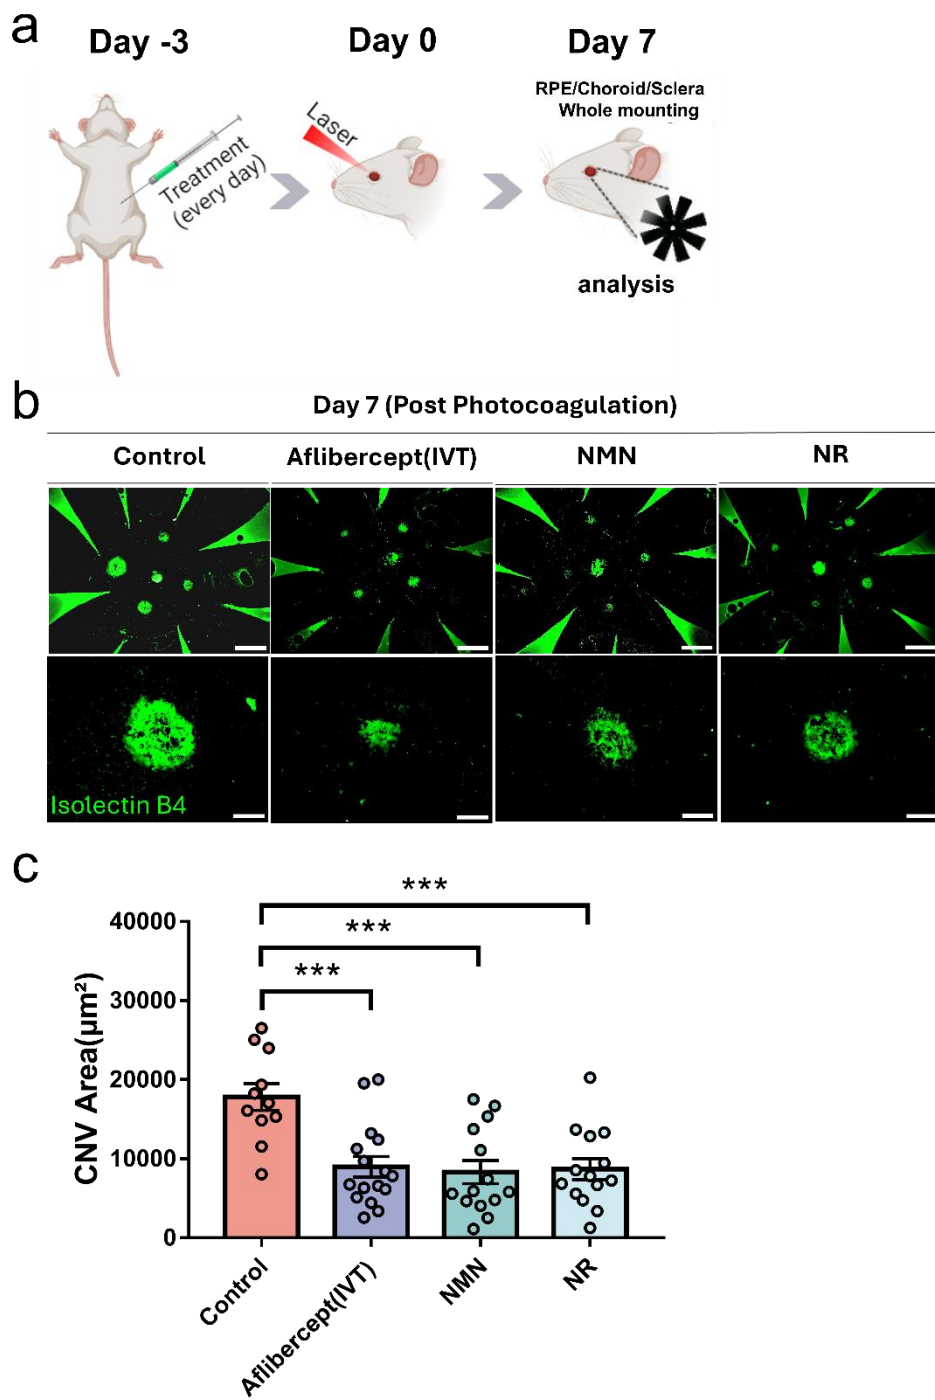 a
Day -3
Day 0
Day 7
Treatment
(every day)
Laser
RPE/Choroid/Sclera
Whole mounting
analysis
b
Day 7 (Post Photocoagulation)
Control
Aflibercept(IVT)
NMN
NR
Isolectin B4
c
***
***
***
CNV Area(μm²)
40000
30000
20000
10000
0
Control
Aflibercept(IVT)
NMN
NR